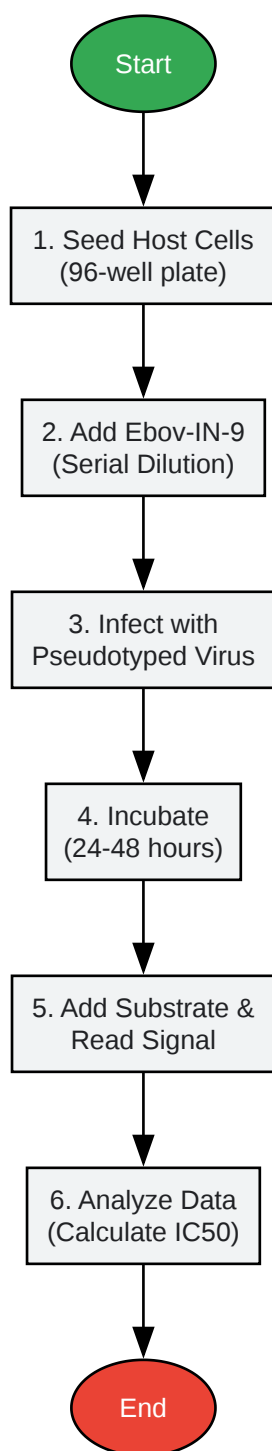 Start
1. Seed Host Cells
(96-well plate)
2. Add Ebov-IN-9
(Serial Dilution)
3. Infect with
Pseudotyped Virus
4. Incubate
(24-48 hours)
5. Add Substrate &
Read Signal
6. Analyze Data
(Calculate IC50)
End